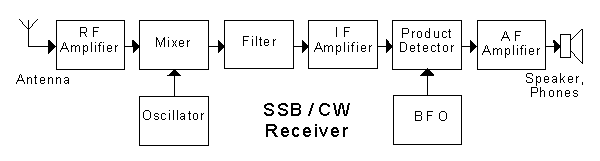 Antenna
R F
Amplifier
Mixer
Filter
I F
Amplifier
Product
Detector
A F
Amplifier
Speaker,
Phones
Oscillator
SSB / CW
Receiver
B F O